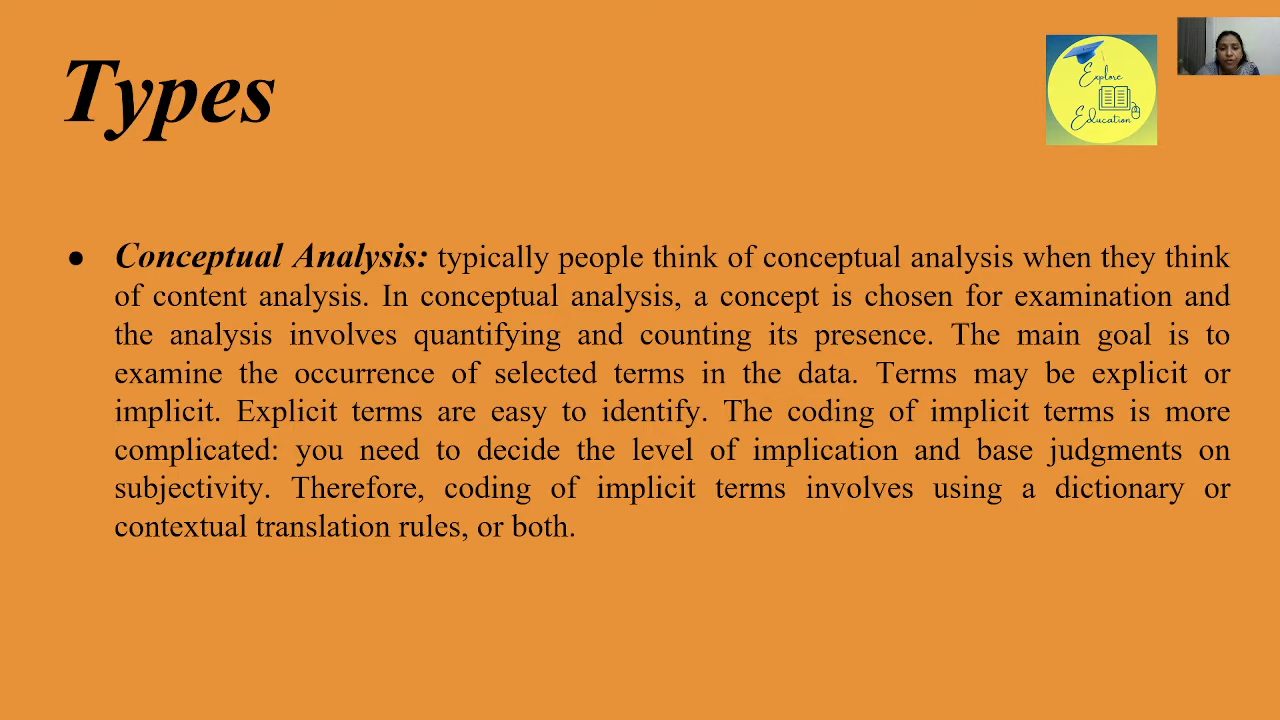 Types
Explore
Education
● Conceptual Analysis: typically people think of conceptual analysis when they think
of content analysis. In conceptual analysis, a concept is chosen for examination and
the analysis involves quantifying and counting its presence. The main goal is to
examine the occurrence of selected terms in the data. Terms may be explicit or
implicit. Explicit terms are easy to identify. The coding of implicit terms is more
complicated: you need to decide the level of implication and base judgments on
subjectivity. Therefore, coding of implicit terms involves using a dictionary or
contextual translation rules, or both.